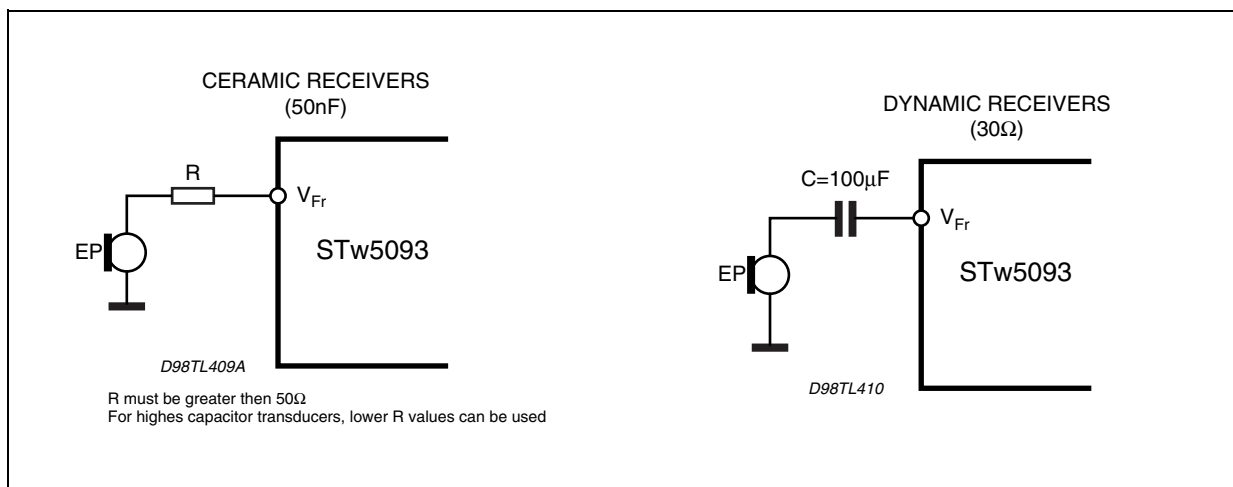 CERAMIC RECEIVERS
(50nF)
R
V_Fr
EP
STw5093
D98TL409A
R must be greater then 50Ω
For highes capacitor transducers, lower R values can be used
DYNAMIC RECEIVERS
(30Ω)
C=100µF
V_Fr
EP
STw5093
D98TL410